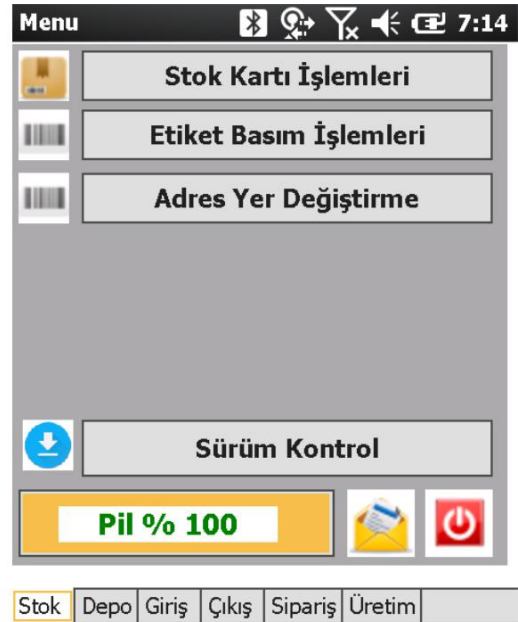 Menu 7:14
Stok Kartı İşlemleri
Etiket Basım İşlemleri
Adres Yer Değiştirme
Sürüm Kontrol
Pil % 100
Stok Depo Giriş Çıkış Sipariş Üretim